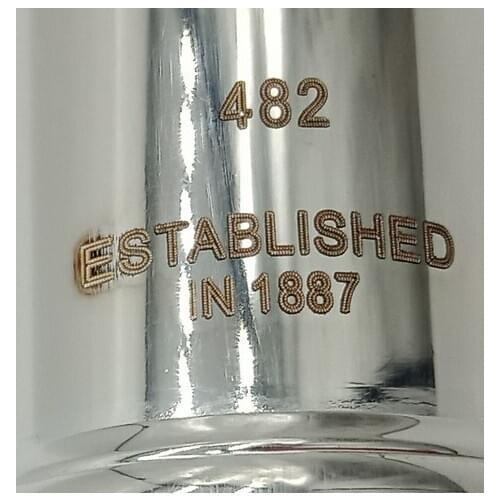 482
ESTABLISHED
IN 1887